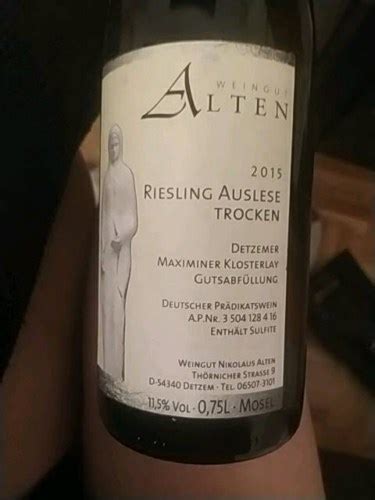 WEINGUT
ALTEN
2015
RIESLING AUSLESE
TROCKEN
DETZEMER
MAXIMINER KLOSTERLAY
GUTSABFÜLLUNG
DEUTSCHER PRÄDIKATSWEIN
A.P.NR. 3 504 128 4 16
ENTHÄLT SULFITE
WEINGUT NIKOLAUS ALTEN
THÖRNICHER STRASSE 9
D-54340 DETZEM · TEL. 06507-3101
11,5% VOL · 0,75L · MOSEL